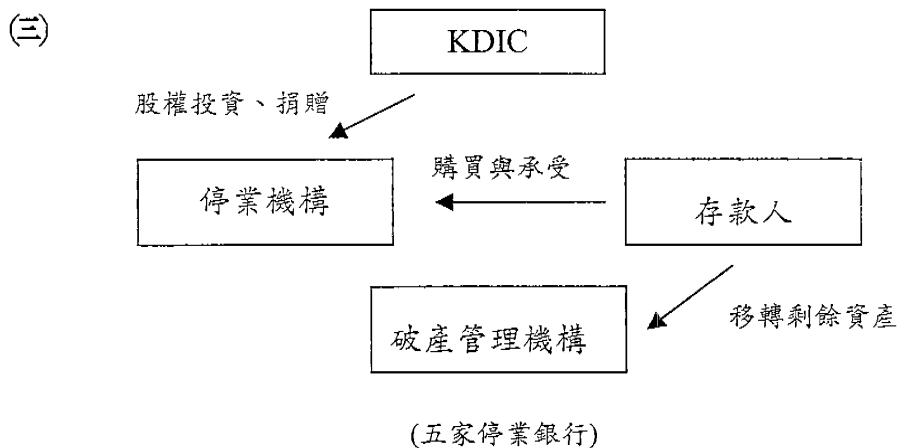 (三)
KDIC
股權投資、捐贈
購買與承受
停業機構
存款人
破產管理機構
移轉剩餘資產
(五家停業銀行)